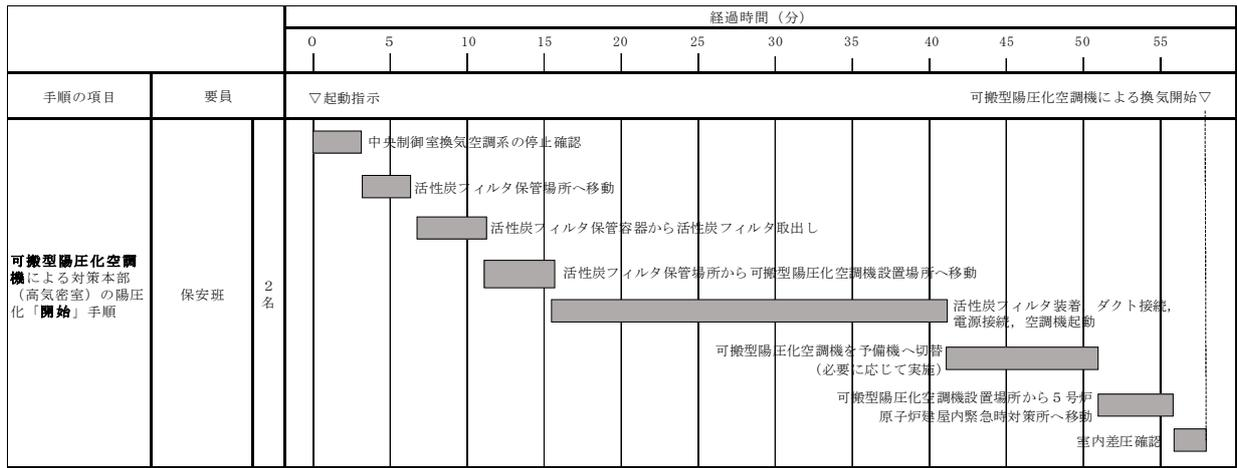 経過時間（分）
0 5 10 15 20 25 30 35 40 45 50 55
手順の項目 要員 ▽起動指示 可搬型陽圧化空調機による換気開始▽
中央制御室換気空調系の停止確認
活性炭フィルタ保管場所へ移動
活性炭フィルタ保管容器から活性炭フィルタ取出し
可搬型陽圧化空調
機による対策本部
（高気密室）の陽圧
化「開始」手順
保安班
2
名
活性炭フィルタ保管場所から可搬型陽圧化空調機設置場所へ移動
活性炭フィルタ装着，ダクト接続，
電源接続，空調機起動
可搬型陽圧化空調機を予備機へ切替
（必要に応じて実施）
可搬型陽圧化空調機設置場所から5号炉
原子炉建屋内緊急時対策所へ移動
室内差圧確認